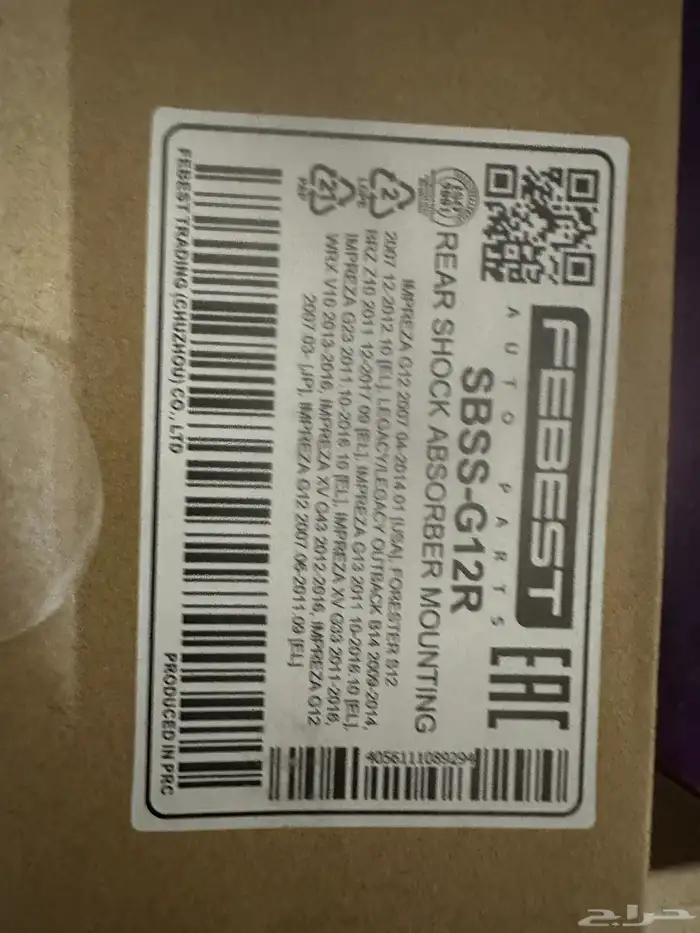 FEBEST
AUTO PARTS
EAC
SBSS-G12R
REAR SHOCK ABSORBER MOUNTING
IMPREZA G12 2007.04-2014.01 [USA], FORESTER S12
2007.12-2012.10 [EL], LEGACY/LEGACY OUTBACK B14 2009-2014,
BRZ Z10 2011.12-2017.09 [EL], IMPREZA G13 2011.10-2016.10 [EL],
IMPREZA G23 2011.10-2016.10 [EL], IMPREZA XV G33 2011-2016,
WRX V10 2013-2016, IMPREZA XV G43 2012-2016, IMPREZA G12
2007.03- [JP], IMPREZA G12 2007.06-2011.09 [EL]
2
LDPE
21
PAP
4056111089294
FEBEST TRADING (CHUZHOU) CO., LTD
PRODUCED IN PRC
حراج